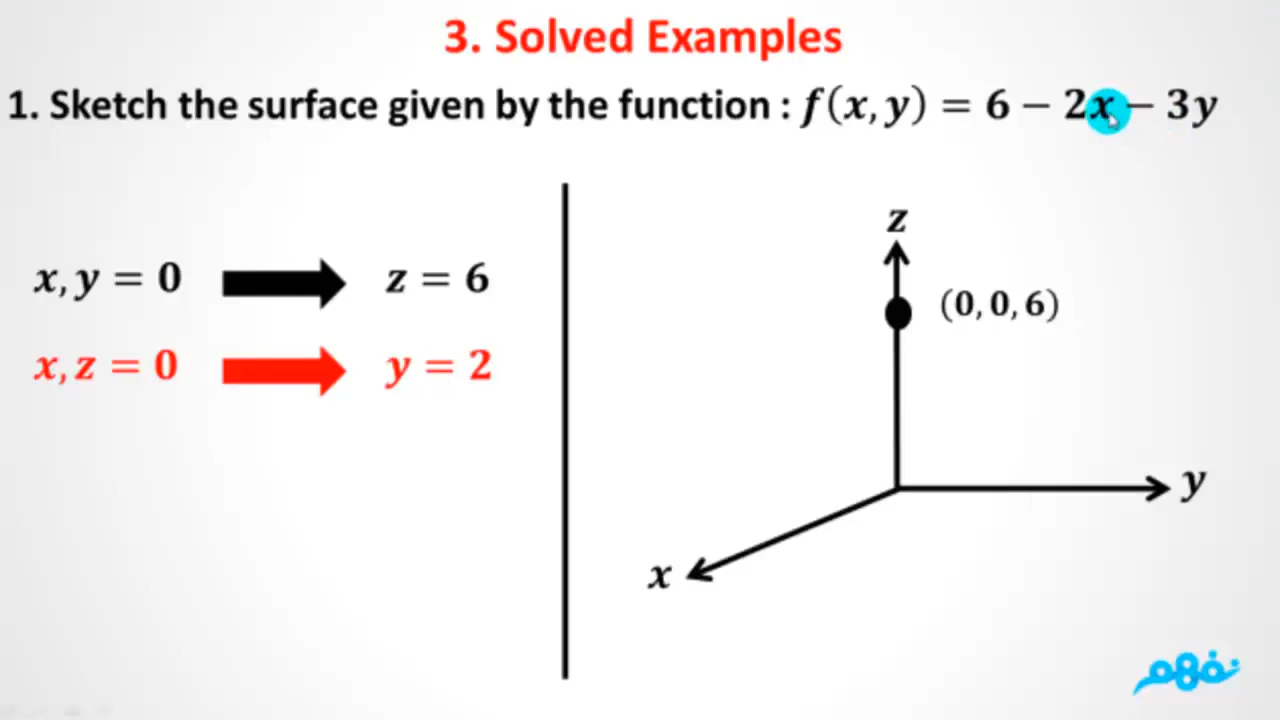 3. Solved Examples
1. Sketch the surface given by the function : f(x, y) = 6 − 2x − 3y
x, y = 0 z = 6
x, z = 0 y = 2
z
(0, 0, 6)
y
x
نفهم